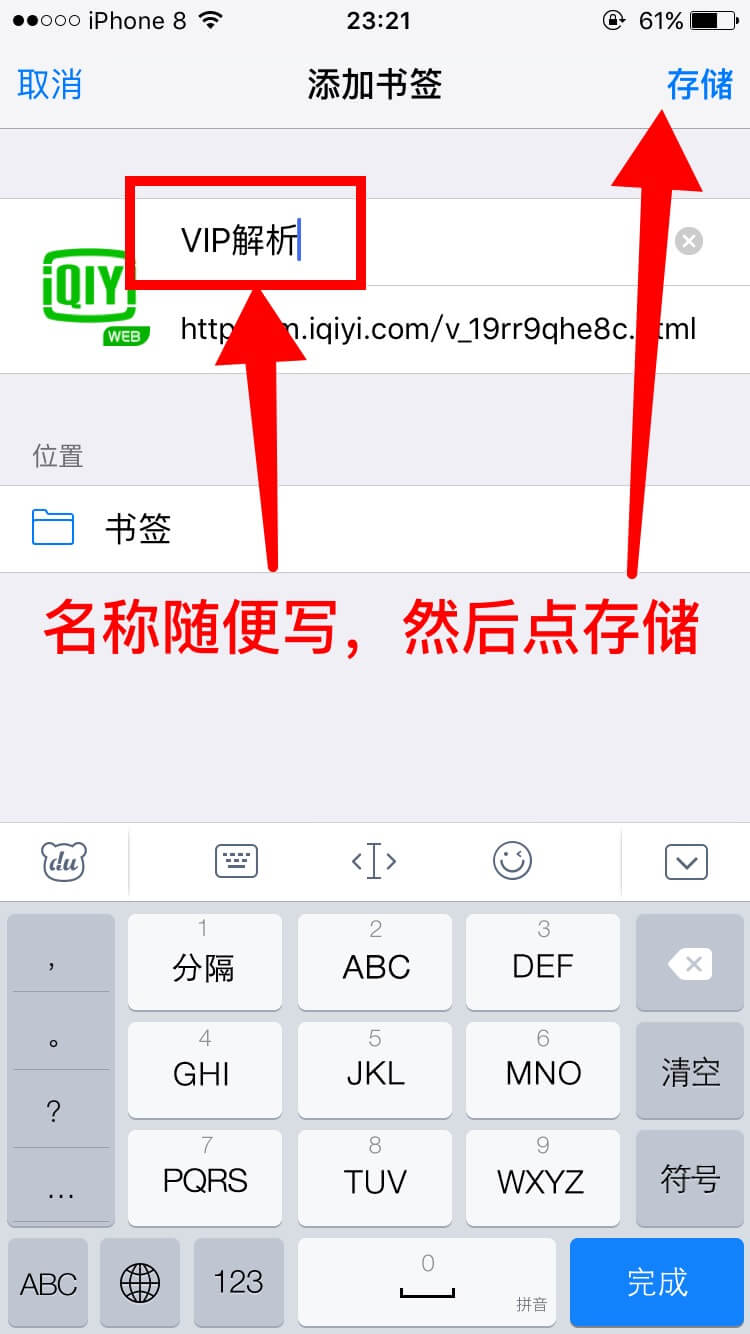 iPhone 8 23:21 61%
取消 添加书签 存储
VIP解析
iQIYI
WEB
http m.iqiyi.com/v_19rr9qhe8c. tml
位置
书签
名称随便写，然后点存储
du
， 1 分隔 2 ABC 3 DEF
。 4 GHI 5 JKL 6 MNO 清空
? 7 PQRS 8 TUV 9 WXYZ 符号
...
ABC 123 0 拼音 完成